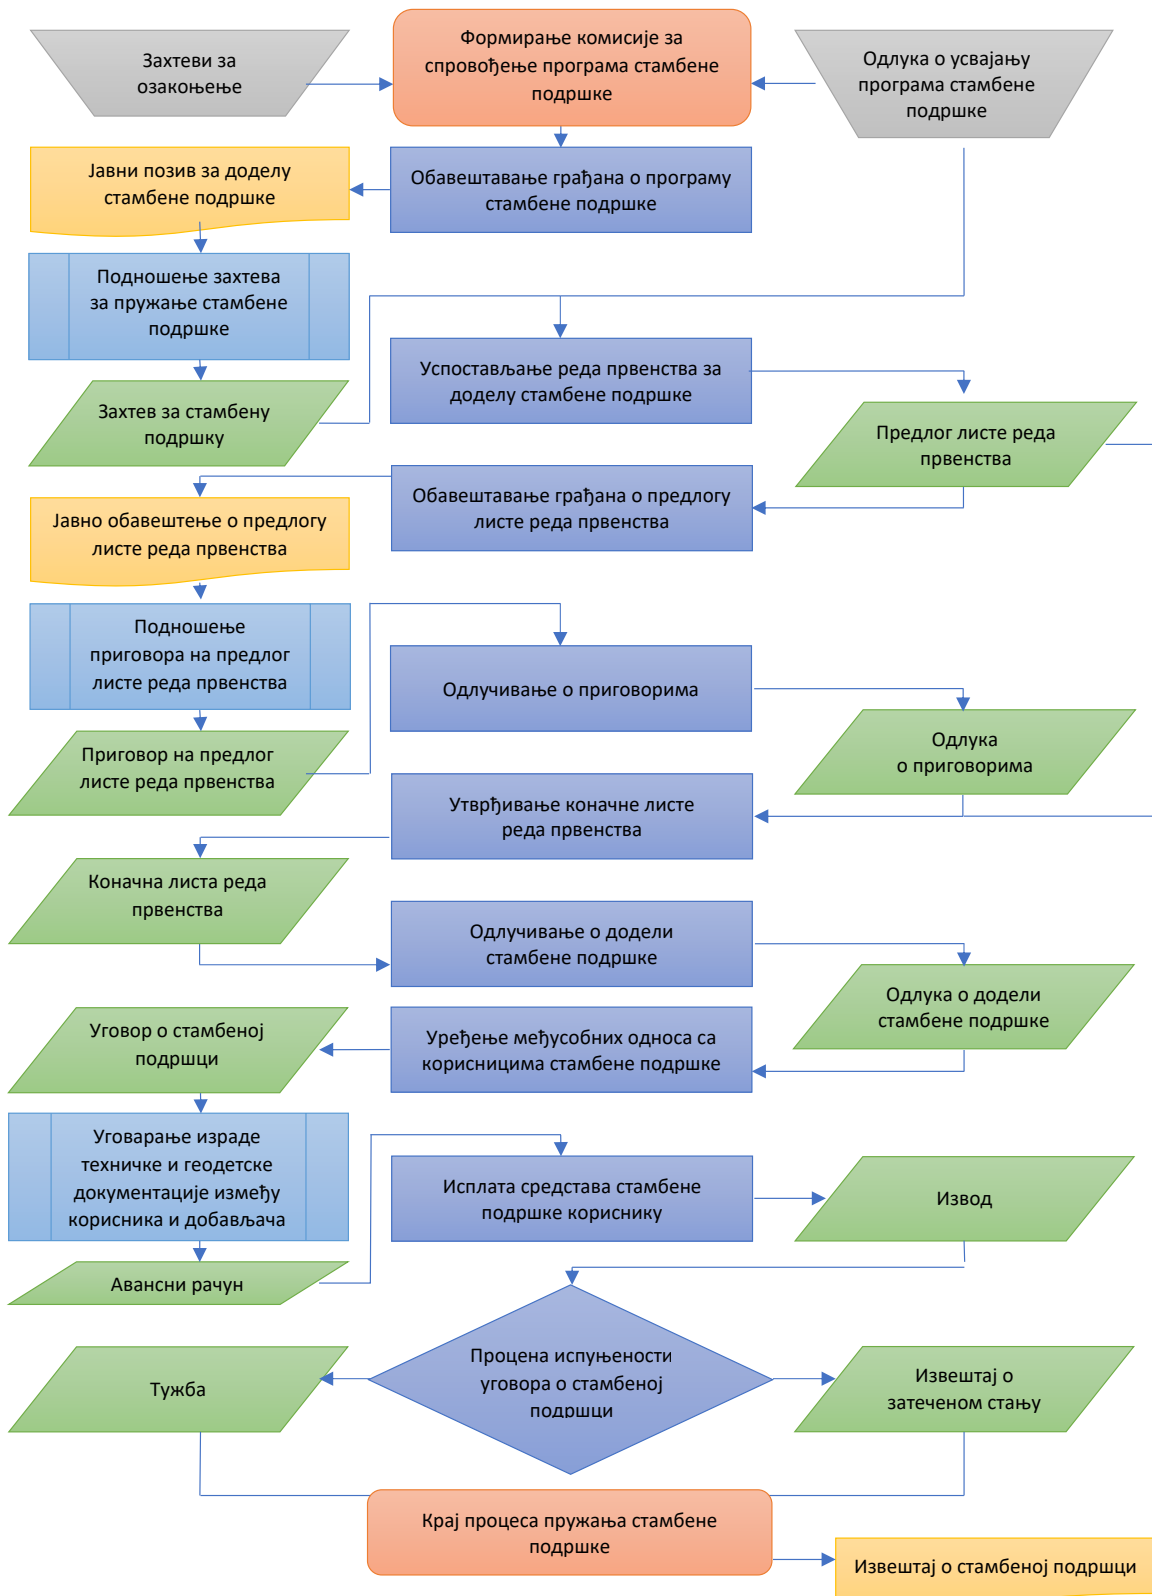 Захтеви за
озакоњење
Формирање комисије за
спровођење програма стамбене
подршке
Одлука о усвајању
програма стамбене
подршке
Јавни позив за доделу
стамбене подршке
Обавештавање грађана о програму
стамбене подршке
Подношење захтева
за пружање стамбене
подршке
Успостављање реда првенства за
доделу стамбене подршке
Захтев за стамбену
подршку
Предлог листе реда
првенства
Обавештавање грађана о предлогу
листе реда првенства
Јавно обавештење о предлогу
листе реда првенства
Подношење
приговора на предлог
листе реда првенства
Одлучивање о приговорима
Одлука
о приговорима
Приговор на предлог
листе реда првенства
Утврђивање коначне листе
реда првенства
Коначна листа реда
првенства
Одлучивање о додели
стамбене подршке
Одлука о додели
стамбене подршке
Уређење међусобних односа са
корисницима стамбене подршке
Уговор о стамбеној
подршци
Уговарање израде
техничке и геодетске
документације између
корисника и добављача
Исплата средстава стамбене
подршке кориснику
Извод
Авансни рачун
Процена испуњености
уговора о стамбеној
подршци
Тужба
Извештај о
затеченом стању
Крај процеса пружања стамбене
подршке
Извештај о стамбеној подршци